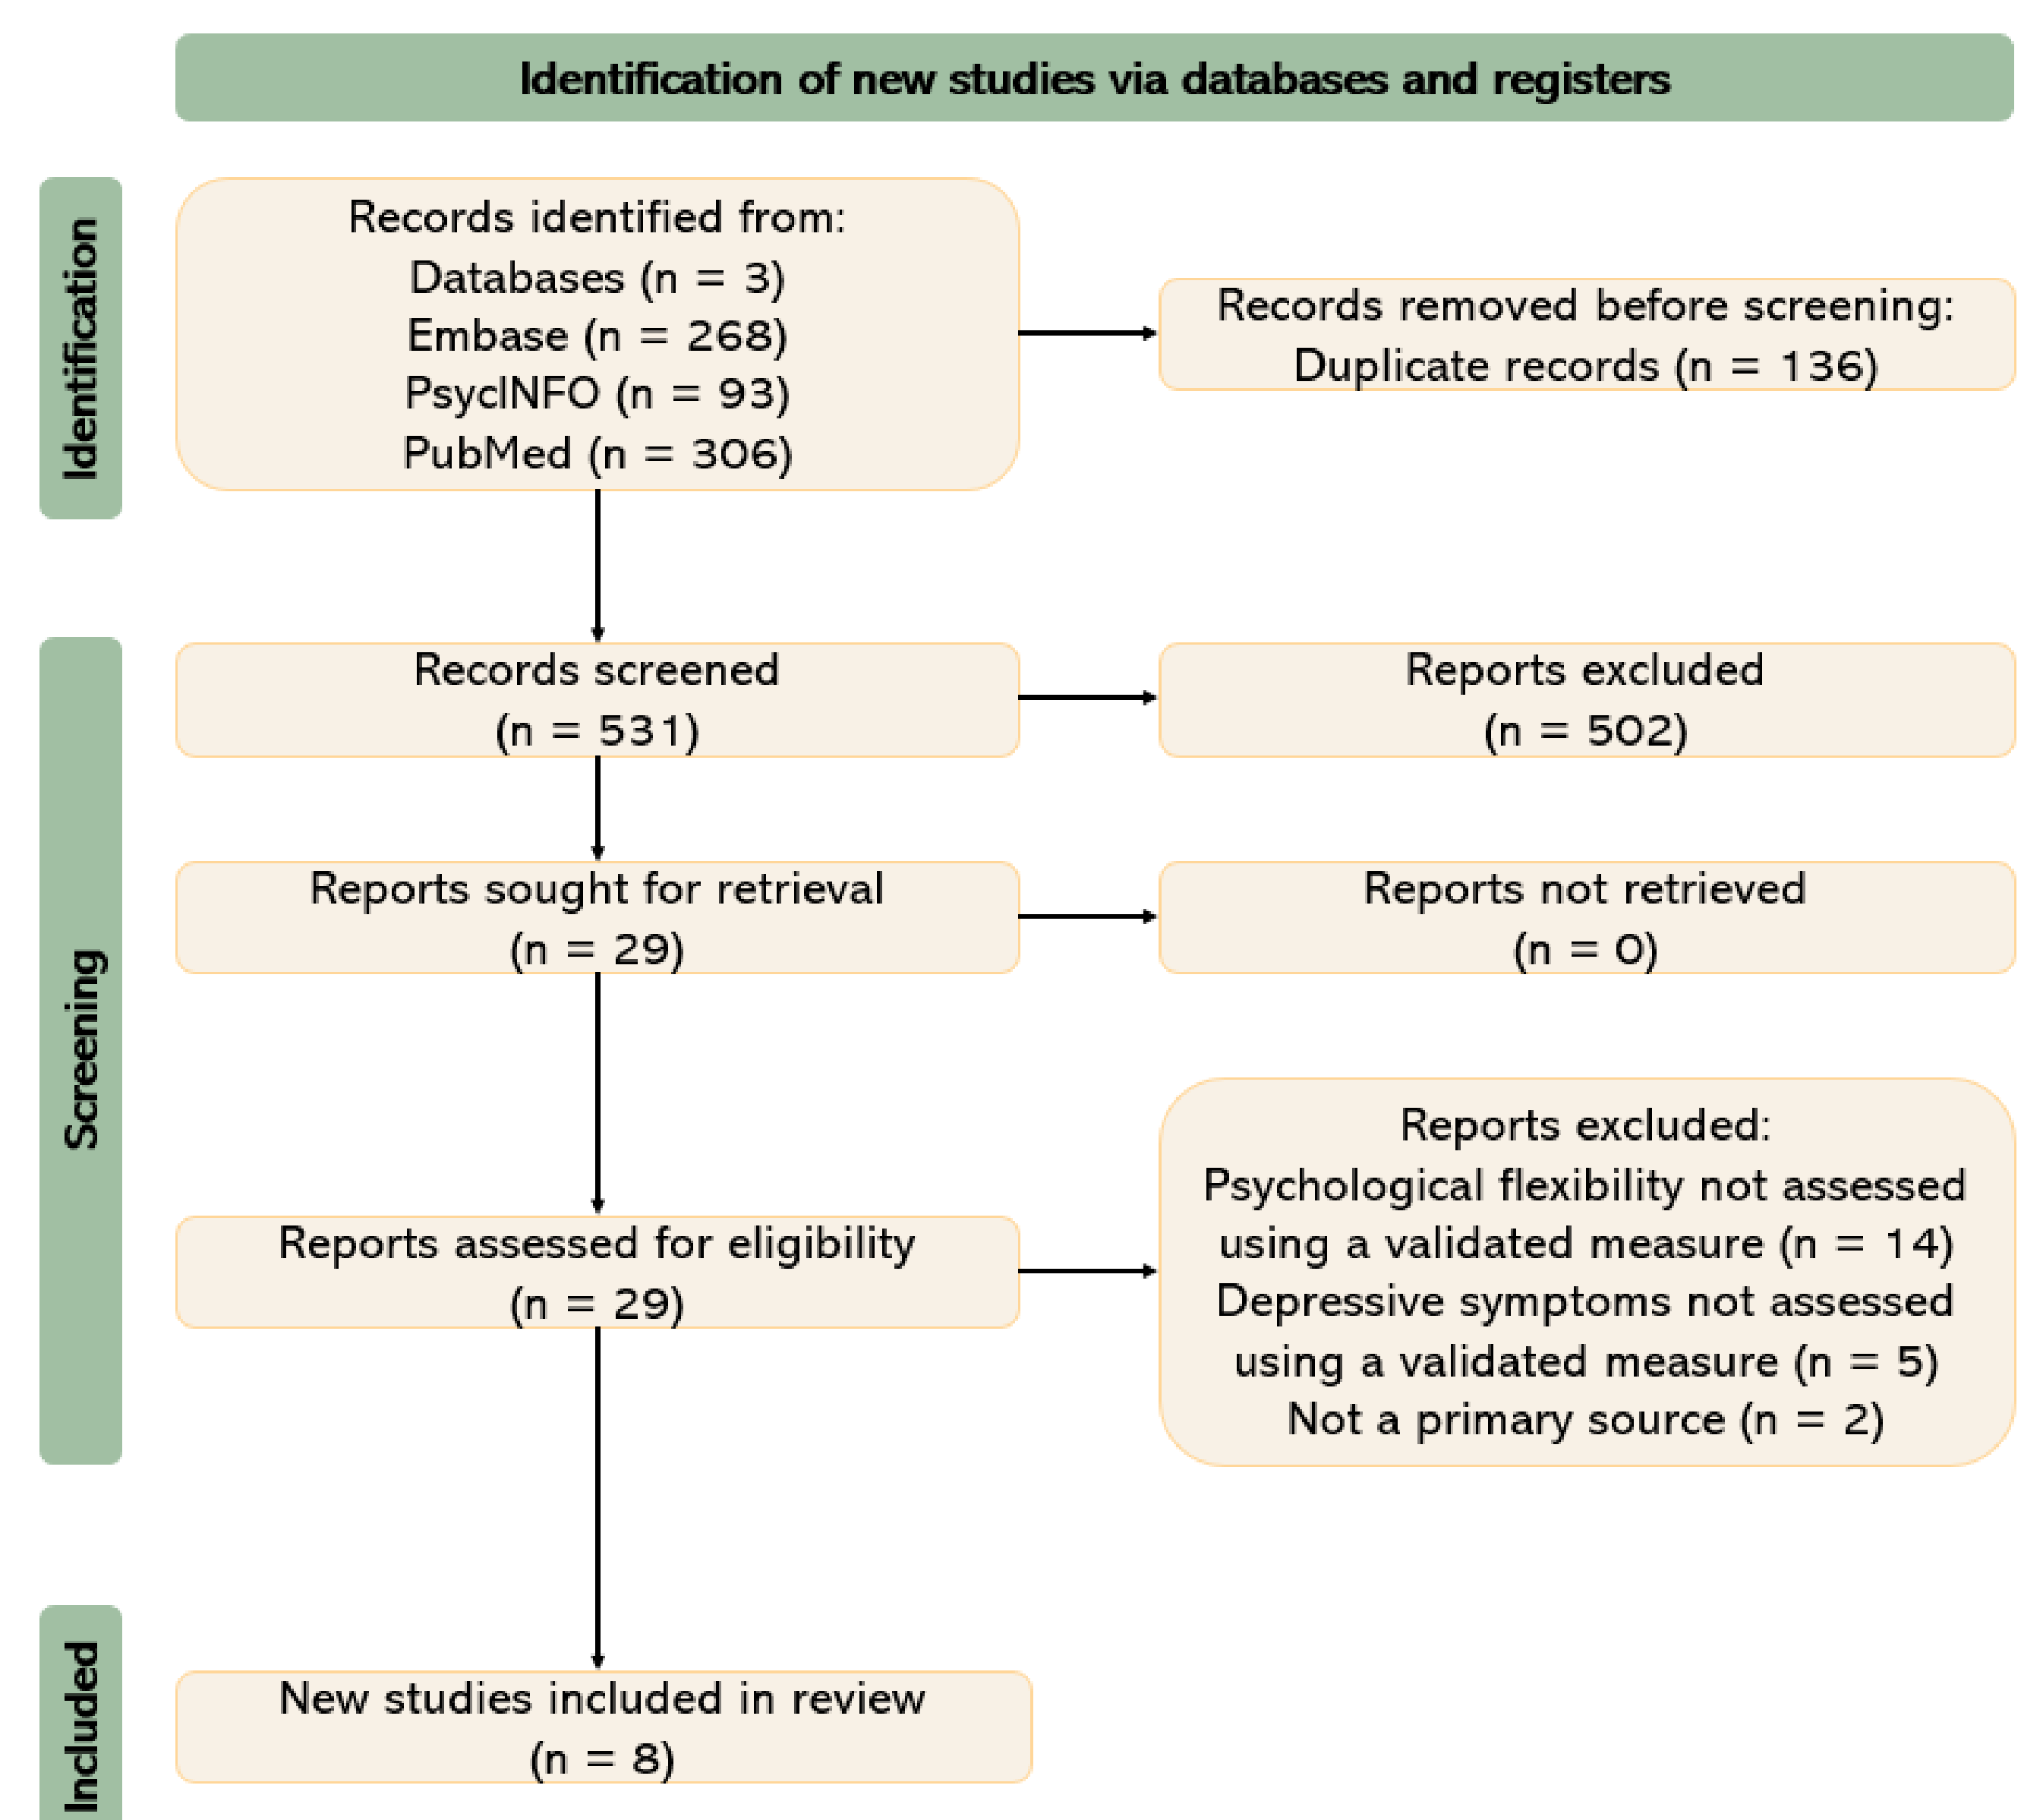 Identification of new studies via databases and registers
Identification
Records identified from:
Databases (n = 3)
Embase (n = 268)
PsycINFO (n = 93)
PubMed (n = 306)
Records removed before screening:
Duplicate records (n = 136)
Screening
Records screened
(n = 531)
Reports excluded
(n = 502)
Reports sought for retrieval
(n = 29)
Reports not retrieved
(n = 0)
Reports assessed for eligibility
(n = 29)
Reports excluded:
Psychological flexibility not assessed
using a validated measure (n = 14)
Depressive symptoms not assessed
using a validated measure (n = 5)
Not a primary source (n = 2)
Included
New studies included in review
(n = 8)